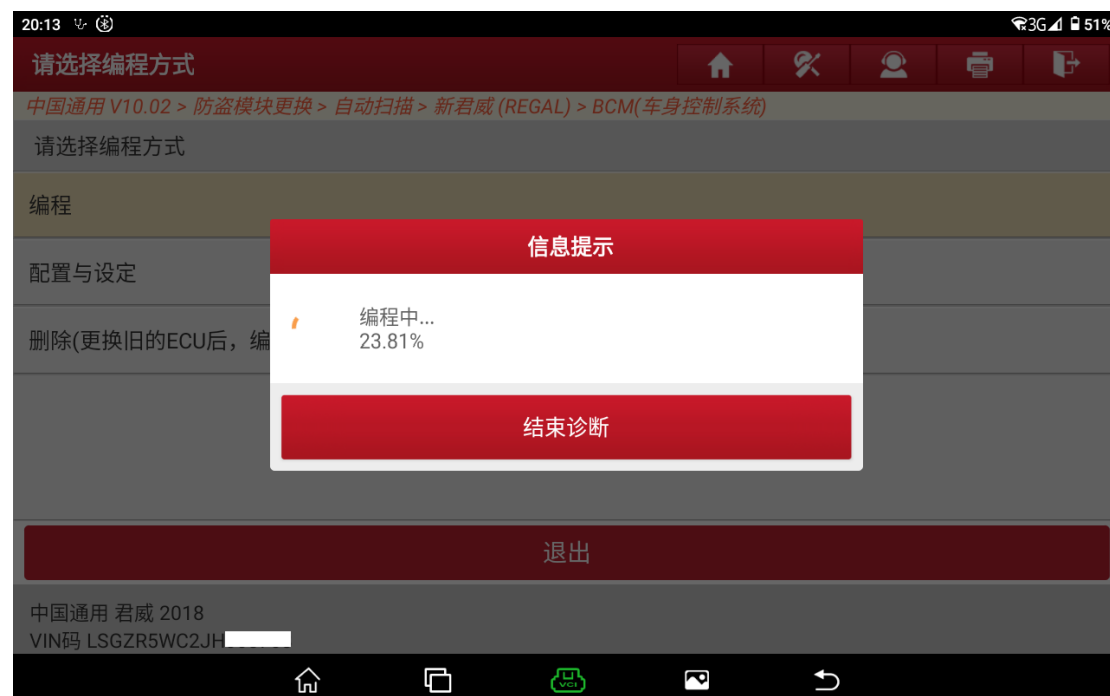 20:13 3G 51%
请选择编程方式
中国通用 V10.02 > 防盗模块更换 > 自动扫描 > 新君威 (REGAL) > BCM(车身控制系统)
请选择编程方式
编程
信息提示
配置与设定
编程中...
23.81%
删除(更换旧的ECU后，编
结束诊断
退出
中国通用 君威 2018
VIN码 LSGZR5WC2JH
VCI